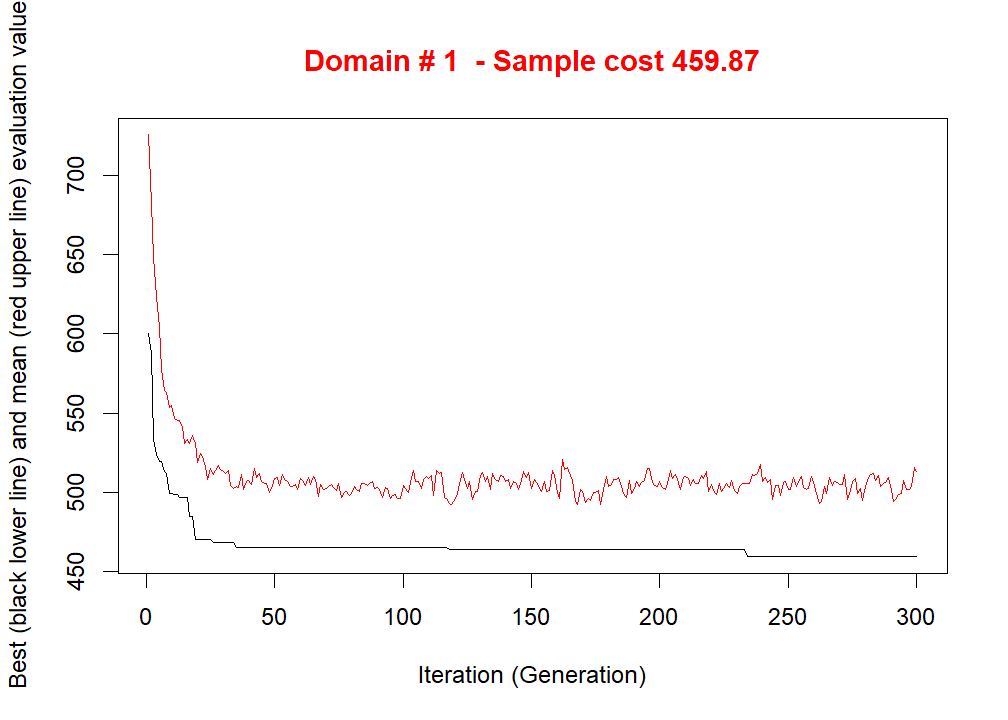 Domain # 1  - Sample cost 459.87
Best (black lower line) and mean (red upper line) evaluation value
700
650
600
550
500
450
0 50 100 150 200 250 300
Iteration (Generation)